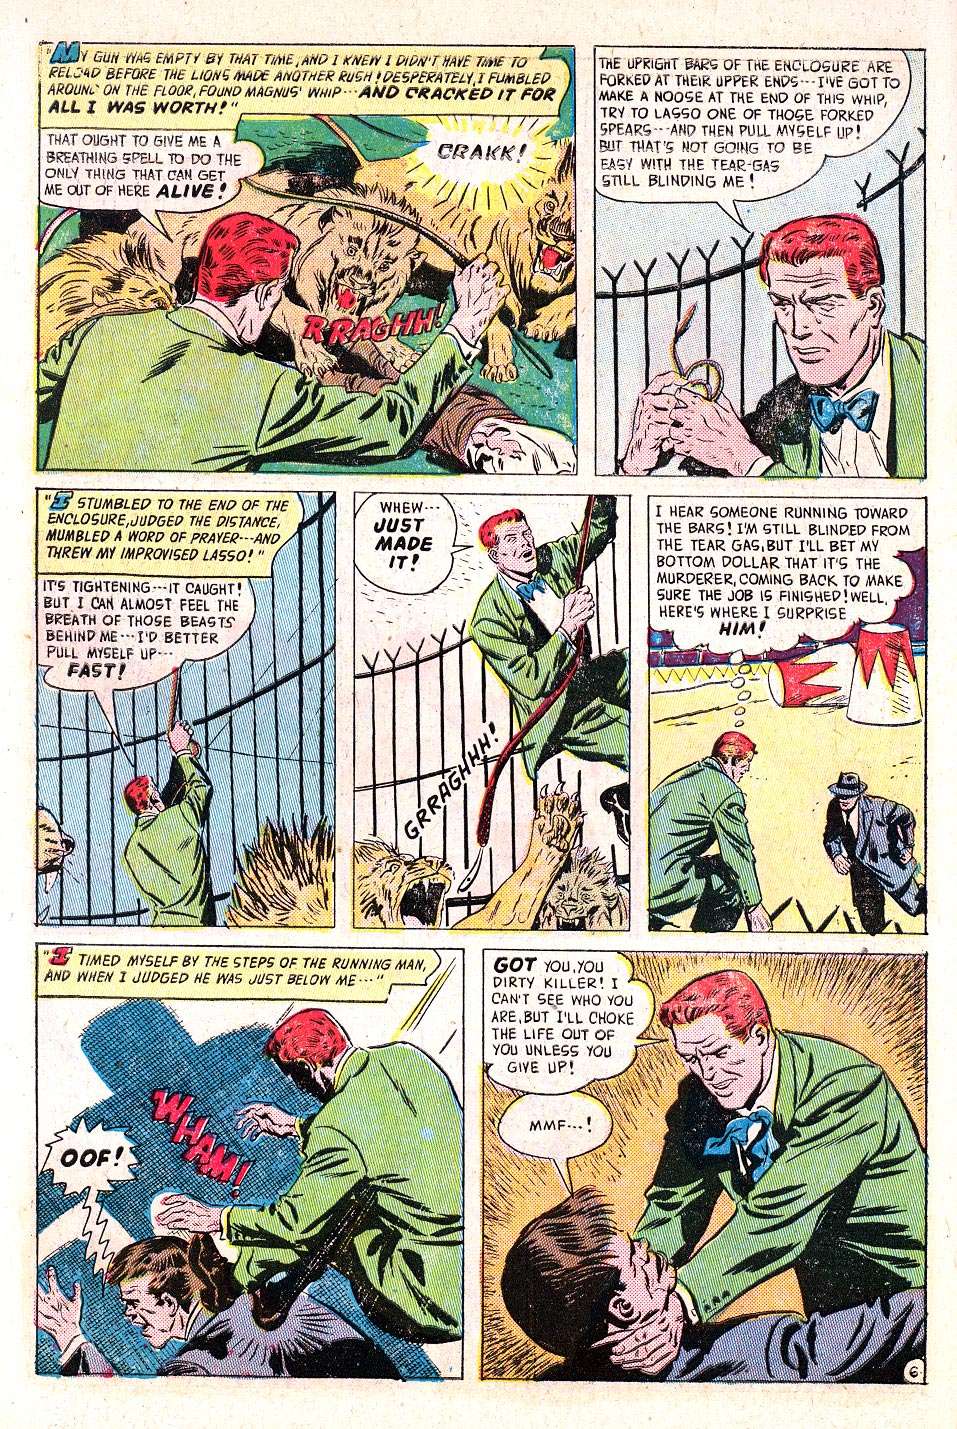 "MY GUN WAS EMPTY BY THAT TIME, AND I KNEW I DIDN'T HAVE TIME TO
RELOAD BEFORE THE LIONS MADE ANOTHER RUSH! DESPERATELY, I FUMBLED
AROUND ON THE FLOOR, FOUND MAGNUS' WHIP---AND CRACKED IT FOR
ALL I WAS WORTH!"
THAT OUGHT TO GIVE ME A
BREATHING SPELL TO DO THE
ONLY THING THAT CAN GET
ME OUT OF HERE ALIVE!
CRAKK!
RRAGHH!
THE UPRIGHT BARS OF THE ENCLOSURE ARE
FORKED AT THEIR UPPER ENDS---I'VE GOT TO
MAKE A NOOSE AT THE END OF THIS WHIP,
TRY TO LASSO ONE OF THOSE FORKED
SPEARS---AND THEN PULL MYSELF UP!
BUT THAT'S NOT GOING TO BE
EASY WITH THE TEAR-GAS
STILL BLINDING ME!
"I STUMBLED TO THE END OF THE
ENCLOSURE, JUDGED THE DISTANCE,
MUMBLED A WORD OF PRAYER---AND
THREW MY IMPROVISED LASSO!"
IT'S TIGHTENING---IT CAUGHT!
BUT I CAN ALMOST FEEL THE
BREATH OF THOSE BEASTS
BEHIND ME---I'D BETTER
PULL MYSELF UP---
FAST!
WHEW---
JUST
MADE
IT!
GRRAGHHH!
I HEAR SOMEONE RUNNING TOWARD
THE BARS! I'M STILL BLINDED FROM
THE TEAR GAS, BUT I'LL BET MY
BOTTOM DOLLAR THAT IT'S THE
MURDERER, COMING BACK TO MAKE
SURE THE JOB IS FINISHED! WELL,
HERE'S WHERE I SURPRISE
HIM!
"I TIMED MYSELF BY THE STEPS OF THE RUNNING MAN,
AND WHEN I JUDGED HE WAS JUST BELOW ME---"
WHAM!
OOF!
GOT YOU, YOU
DIRTY KILLER! I
CAN'T SEE WHO YOU
ARE, BUT I'LL CHOKE
THE LIFE OUT OF
YOU UNLESS YOU
GIVE UP!
MMF---!
6